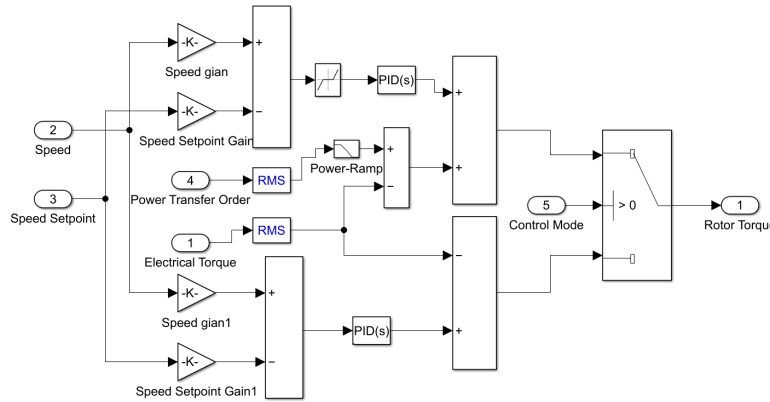 -K-
+
Speed gian
-K-
−
PID(s)
+
2
Speed
Speed Setpoint Gain
+
Power-Ramp
+
4
RMS
−
Power Transfer Order
3
Speed Setpoint
5
> 0
1
Control Mode
Rotor Torque
1
RMS
Electrical Torque
−
-K-
+
Speed gian1
PID(s)
+
-K-
−
Speed Setpoint Gain1